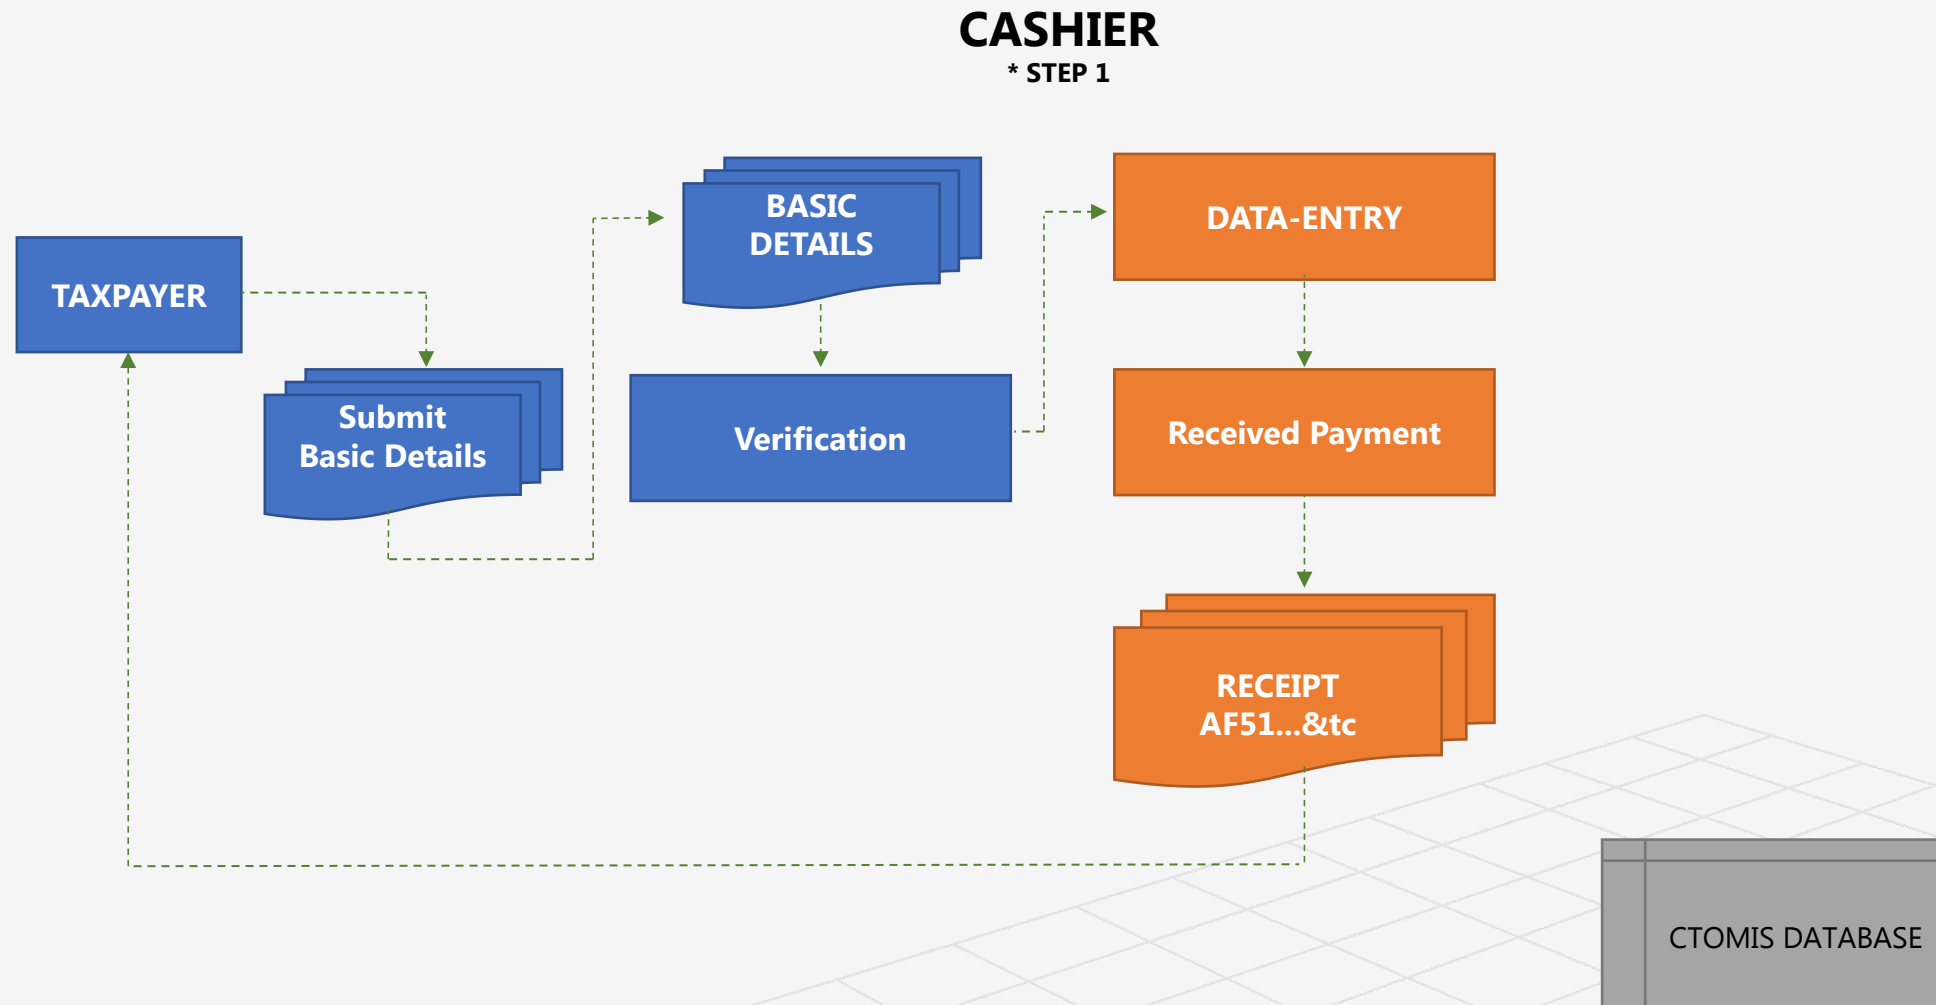 CASHIER
* STEP 1
TAXPAYER
Submit
Basic Details
BASIC
DETAILS
Verification
DATA-ENTRY
Received Payment
RECEIPT
AF51...&tc
CTOMIS DATABASE